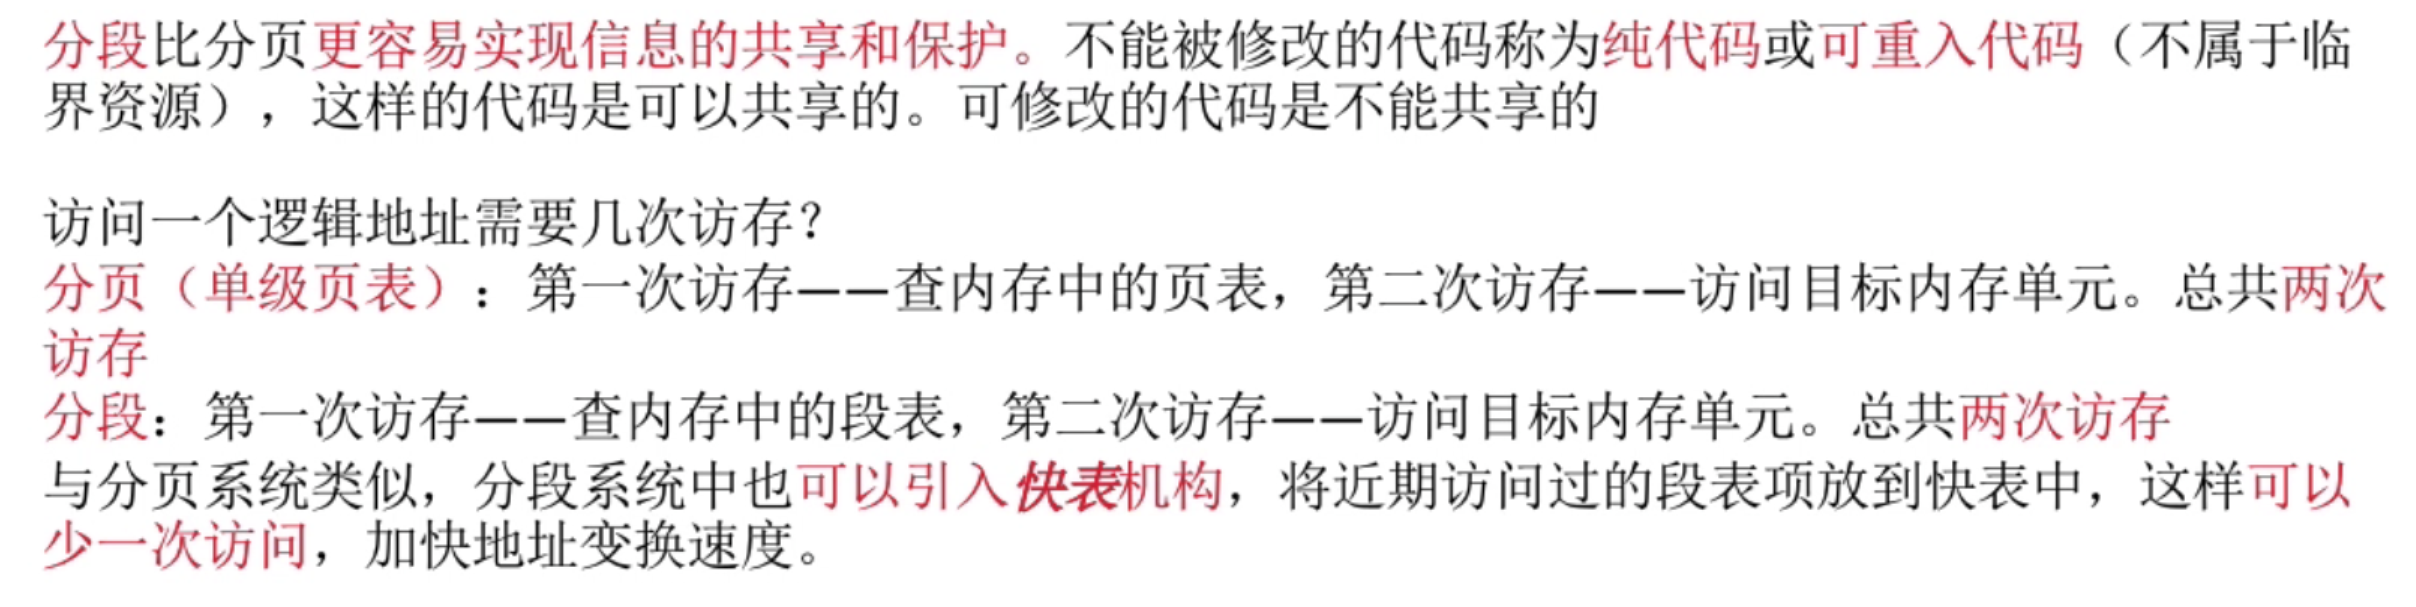 分段比分页更容易实现信息的共享和保护。不能被修改的代码称为纯代码或可重入代码（不属于临
界资源），这样的代码是可以共享的。可修改的代码是不能共享的
访问一个逻辑地址需要几次访存？
分页（单级页表）：第一次访存——查内存中的页表，第二次访存——访问目标内存单元。总共两次
访存
分段：第一次访存——查内存中的段表，第二次访存——访问目标内存单元。总共两次访存
与分页系统类似，分段系统中也可以引入快表机构，将近期访问过的段表项放到快表中，这样可以
少一次访问，加快地址变换速度。